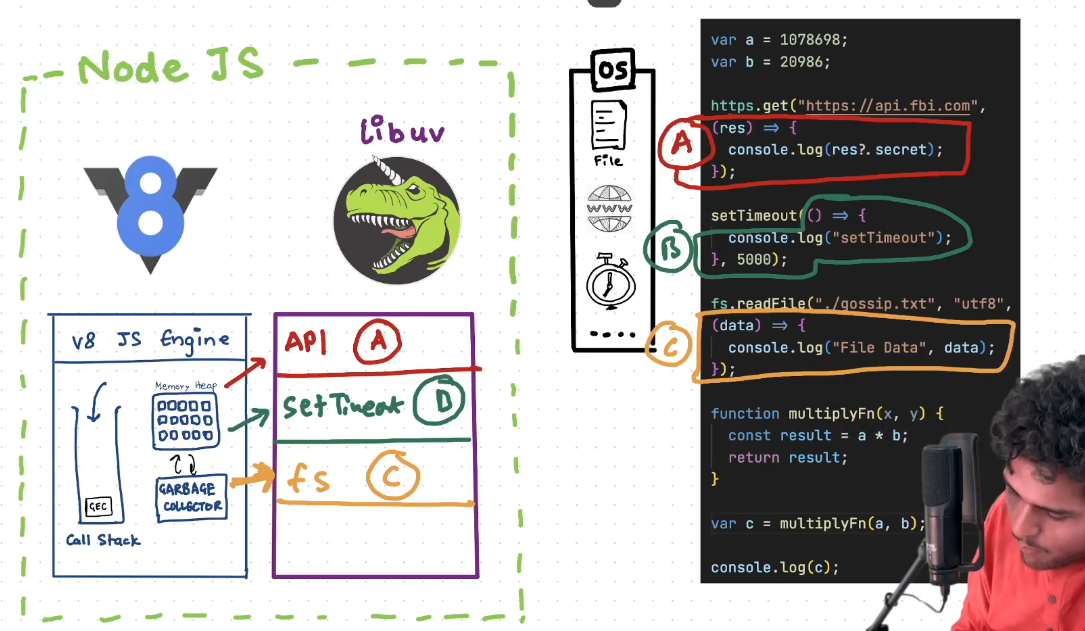 Node JS
libuv
8
V8 JS Engine
Memory Heap
GARBAGE
COLLECTOR
GEC
Call Stack
API A
setTimeout B
fs C
OS
File
WWW
A
B
C
var a = 1078698;
var b = 20986;
https.get("https://api.fbi.com",
(res) => {
console.log(res?.secret);
});
setTimeout(() => {
console.log("setTimeout");
}, 5000);
fs.readFile("./gossip.txt", "utf8",
(data) => {
console.log("File Data", data);
});
function multiplyFn(x, y) {
const result = a * b;
return result;
}
var c = multiplyFn(a, b);
console.log(c);